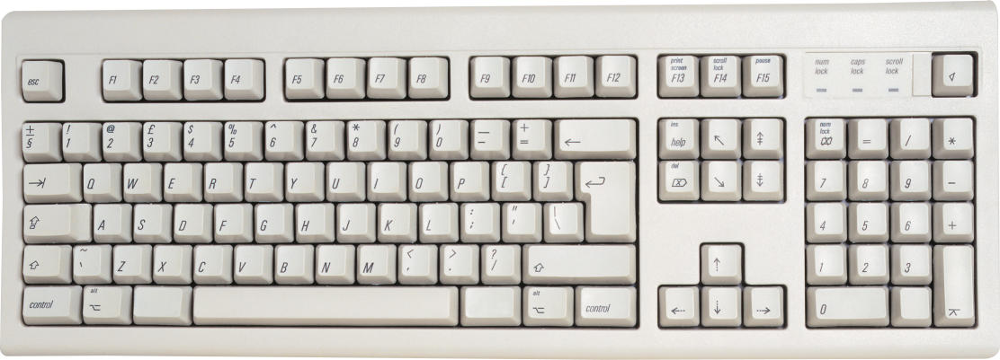 esc F1 F2 F3 F4 F5 F6 F7 F8 F9 F10 F11 F12 print screen F13 scroll lock F14 pause F15 num lock caps lock scroll lock
± § ! 1 @ 2 £ 3 $ 4 % 5 ^ 6 & 7 * 8 ( 9 ) 0 — - + = ← ins help ↖ ⇞ num lock ⌧ = / *
→| Q W E R T Y U I O P [ [ ] ] ↵ del ⌦ ↘ ⇟ 7 8 9 -
⇪ A S D F G H J K L : ; " ' | \ 4 5 6 +
⇧ ~ ` Z X C V B N M < , > . ? / ⇧ ↑ 1 2 3 ⌤
control alt ⌥ alt ⌥ control ← ↓ → 0